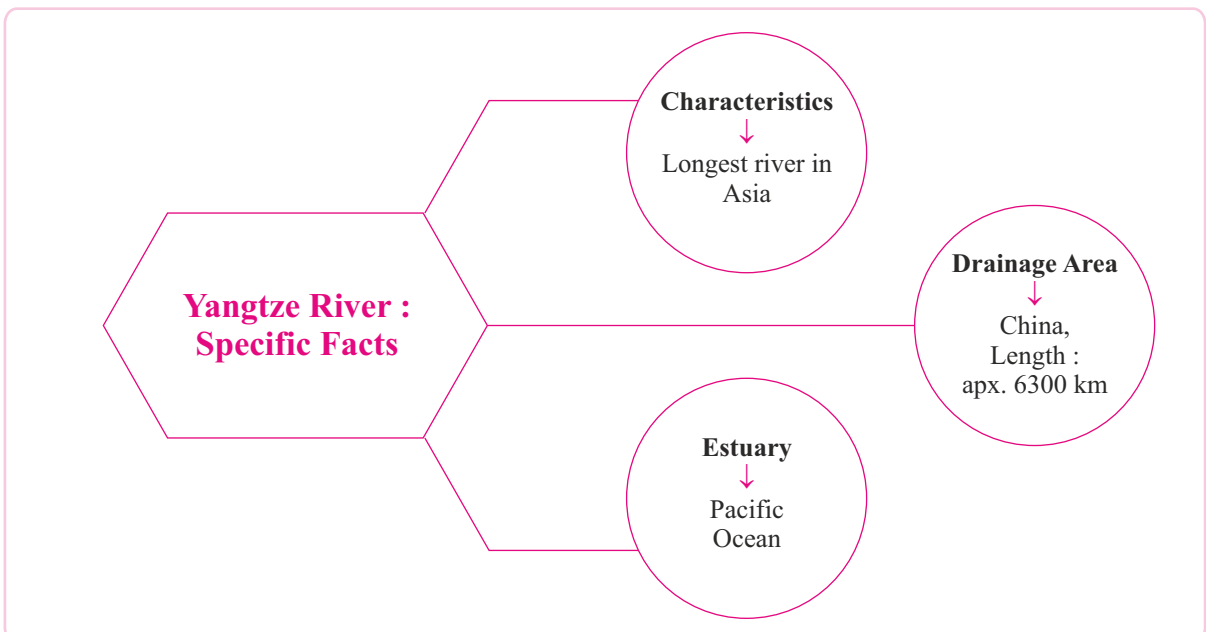 Yangtze River :
Specific Facts
Characteristics
↓
Longest river in
Asia
Drainage Area
↓
China,
Length :
apx. 6300 km
Estuary
↓
Pacific
Ocean